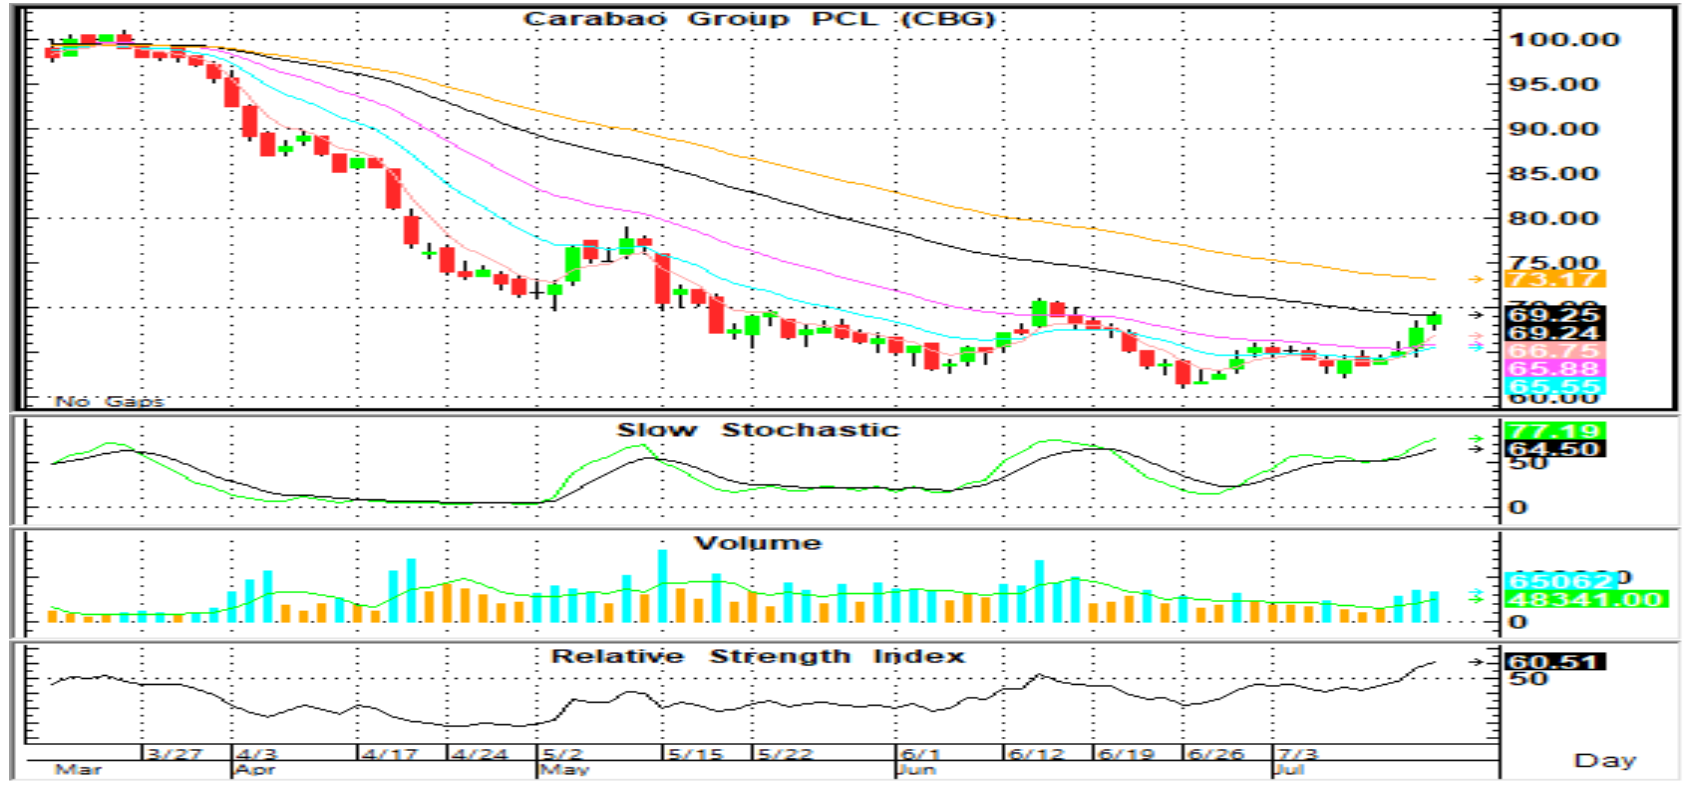 Carabao Group PCL (CBG)
100.00
95.00
90.00
85.00
80.00
75.00
73.17
69.25
69.24
66.75
65.88
65.55
60.00
No Gaps
Slow Stochastic
77.19
64.50
50
0
Volume
65062
48341.00
0
Relative Strength Index
60.51
50
3/27 4/3 4/17 4/24 5/2 5/15 5/22 6/1 6/12 6/19 6/26 7/3
Mar Apr May Jun Jul
Day